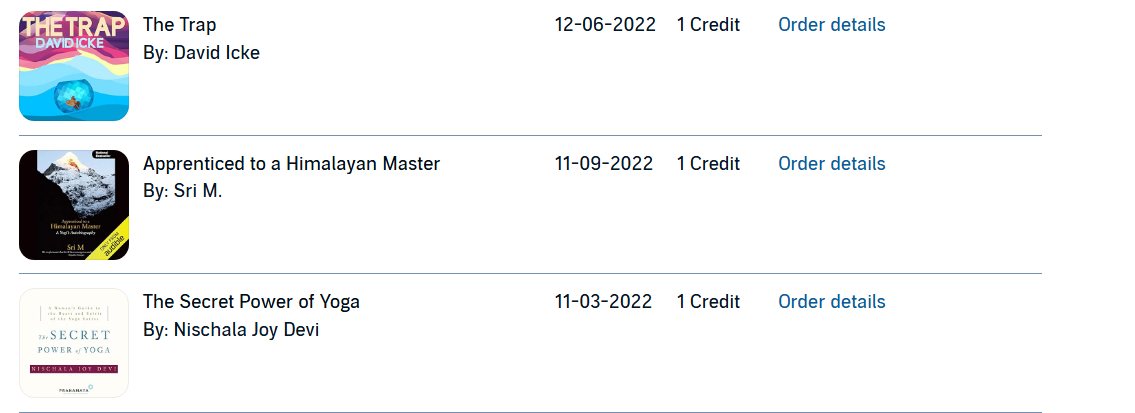 THE TRAP
DAVID ICKE
The Trap
By: David Icke
12-06-2022
1 Credit
Order details
Apprenticed to a
Himalayan Master
A Yogi's Autobiography
Sri M
ONLY FROM
audible
Apprenticed to a Himalayan Master
By: Sri M.
11-09-2022
1 Credit
Order details
A Woman's Guide to
the Heart and Spirit
of the Yoga Sutras
The SECRET
POWER of YOGA
NISCHALA JOY DEVI
PRANAMAYA
The Secret Power of Yoga
By: Nischala Joy Devi
11-03-2022
1 Credit
Order details